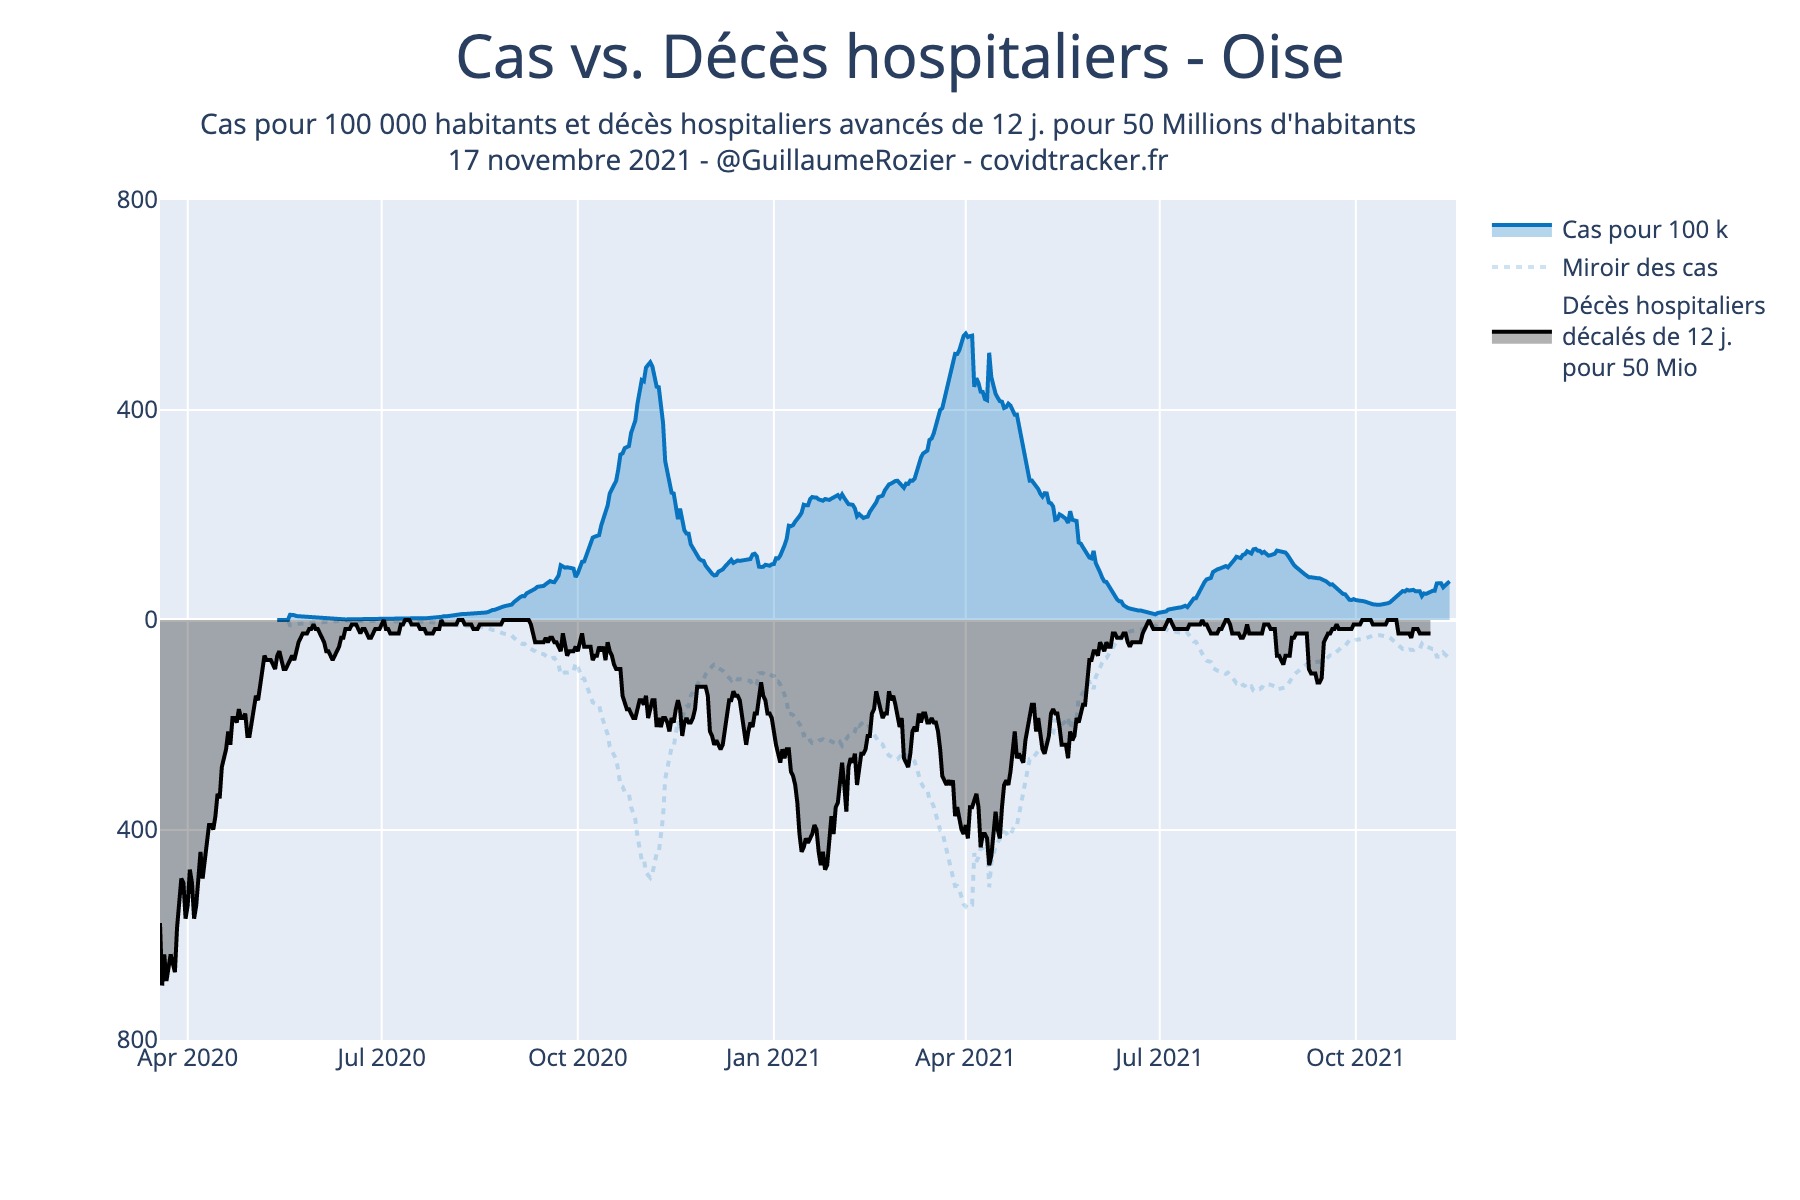 Cas vs. Décès hospitaliers - Oise
Cas pour 100 000 habitants et décès hospitaliers avancés de 12 j. pour 50 Millions d'habitants
17 novembre 2021 - @GuillaumeRozier - covidtracker.fr
800
400
0
400
800
Apr 2020
Jul 2020
Oct 2020
Jan 2021
Apr 2021
Jul 2021
Oct 2021
Cas pour 100 k
Miroir des cas
Décès hospitaliers
décalés de 12 j.
pour 50 Mio